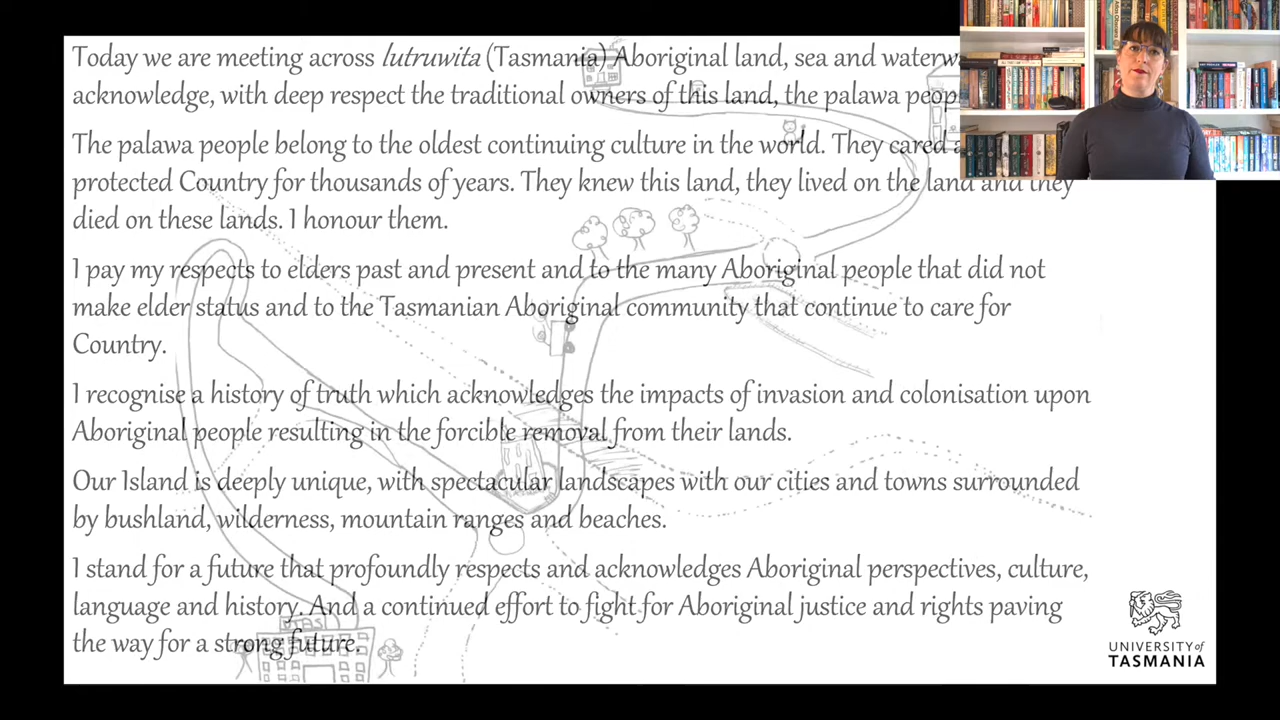 Today we are meeting across lutruwita (Tasmania) Aboriginal land, sea and
acknowledge, with deep respect the traditional owners of this land, the palawa
The palawa people belong to the oldest continuing culture in the world. They cared
protected Country for thousands of years. They knew this land, they lived on the land and they
died on these lands. I honour them.
I pay my respects to elders past and present and to the many Aboriginal people that did not
make elder status and to the Tasmanian Aboriginal community that continue to care for
Country.
I recognise a history of truth which acknowledges the impacts of invasion and colonisation upon
Aboriginal people resulting in the forcible removal from their lands.
Our Island is deeply unique, with spectacular landscapes with our cities and towns surrounded
by bushland, wilderness, mountain ranges and beaches.
I stand for a future that profoundly respects and acknowledges Aboriginal perspectives, culture,
language and history. And a continued effort to fight for Aboriginal justice and rights paving
the way for a strong future.
UTAS
UNIVERSITY of
TASMANIA